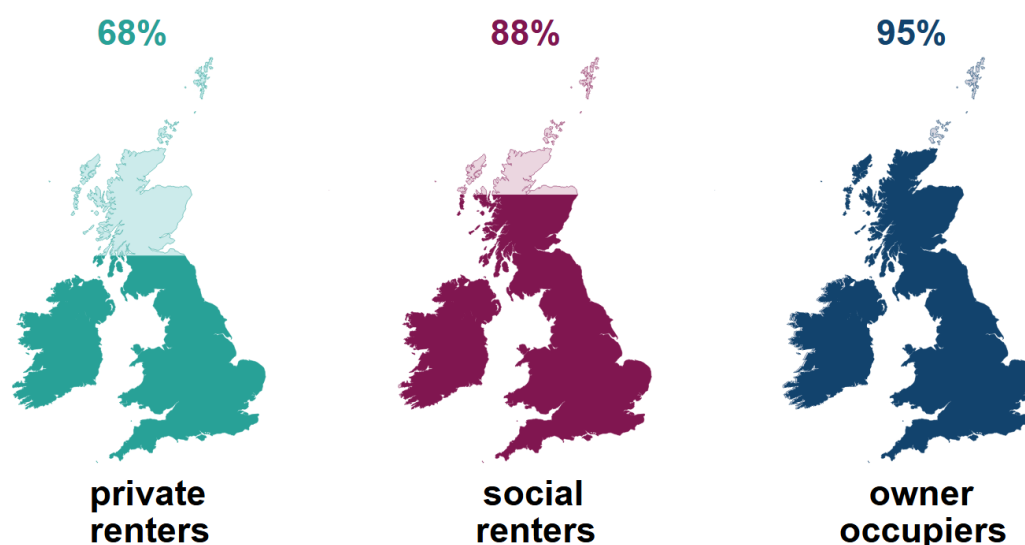 68%
88%
95%
private
renters
social
renters
owner
occupiers